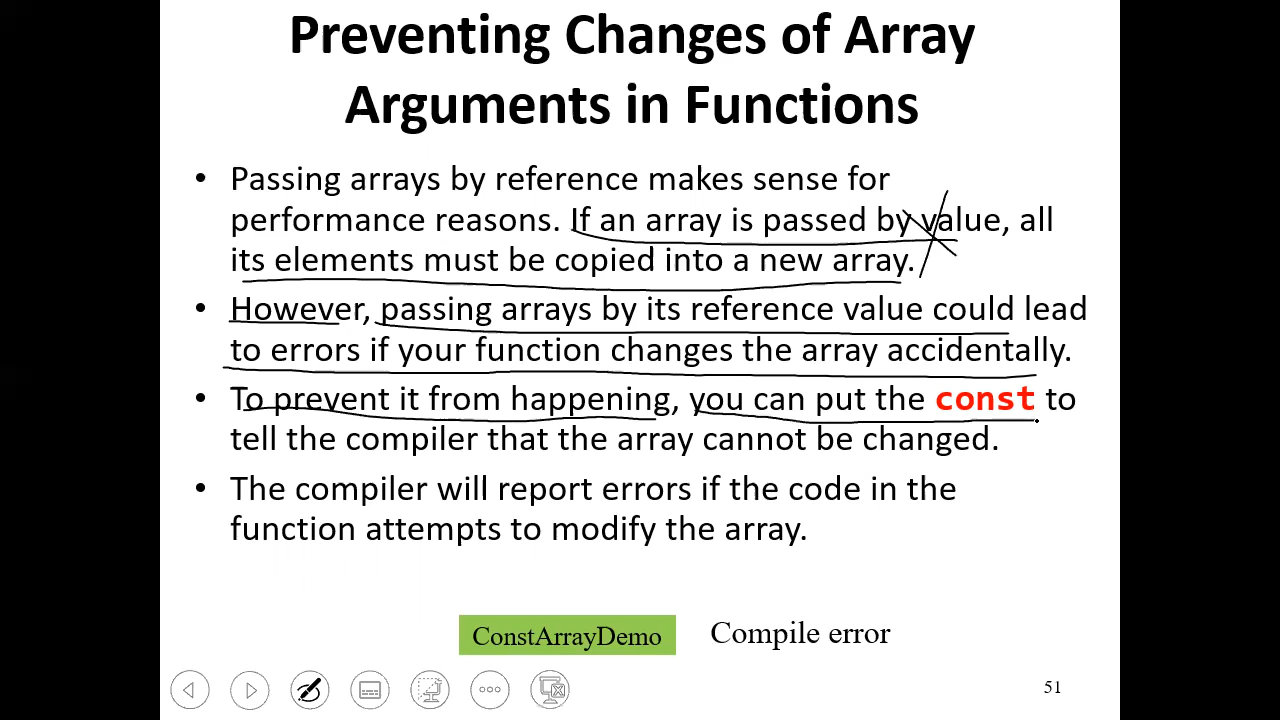 Preventing Changes of Array
Arguments in Functions
• Passing arrays by reference makes sense for
performance reasons. If an array is passed by value, all
its elements must be copied into a new array.
• However, passing arrays by its reference value could lead
to errors if your function changes the array accidentally.
• To prevent it from happening, you can put the const to
tell the compiler that the array cannot be changed.
• The compiler will report errors if the code in the
function attempts to modify the array.
ConstArrayDemo Compile error
51